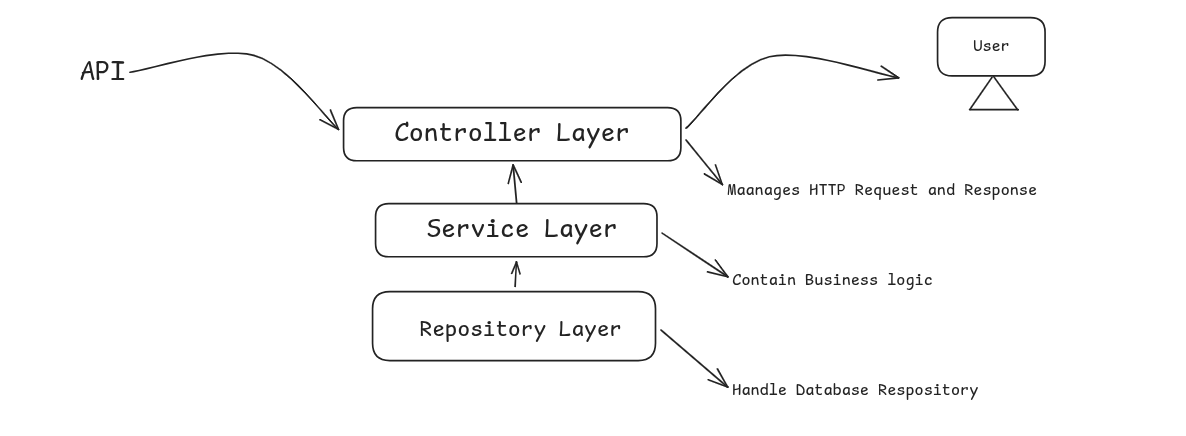 User
API
Controller Layer
Maanages HTTP Request and Response
Service Layer
Contain Business logic
Repository Layer
Handle Database Respository